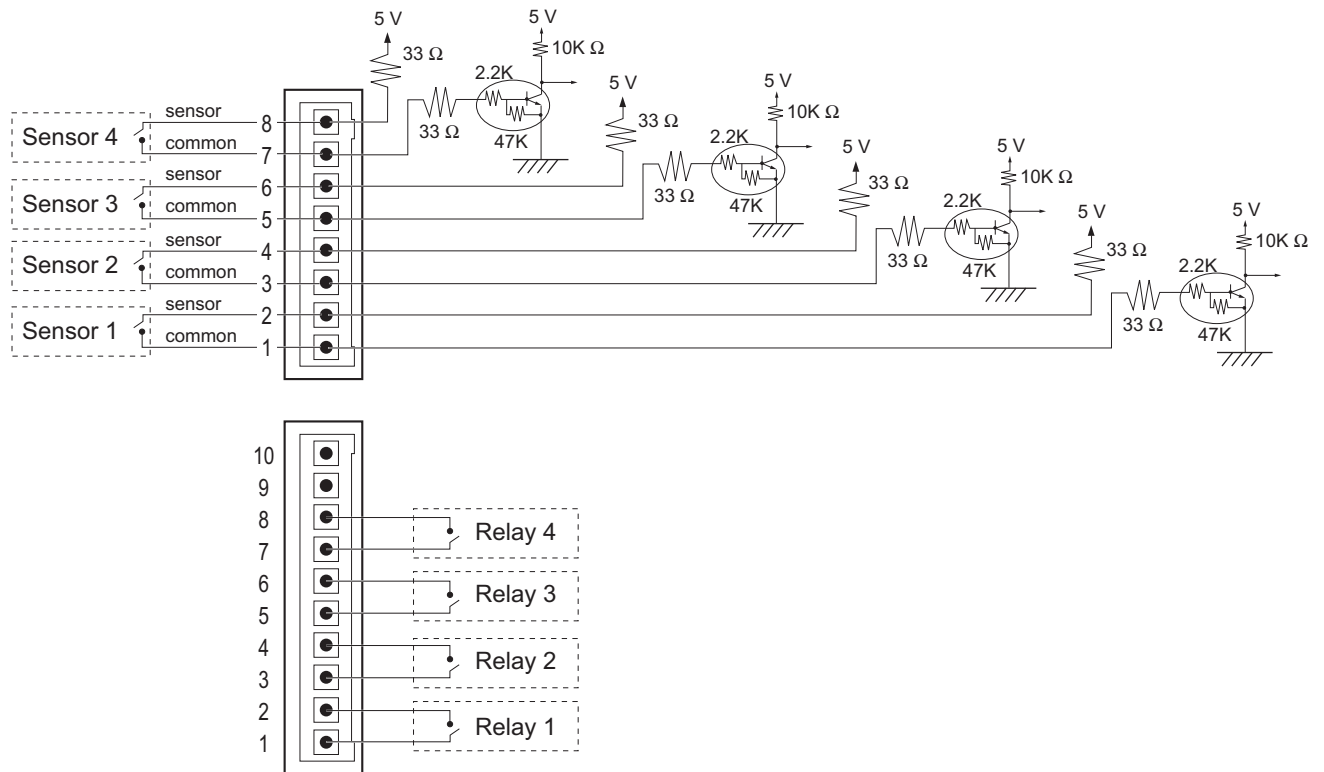 5 V
33 Ω
5 V
10K Ω
2.2K
33 Ω
47K
5 V
33 Ω
5 V
10K Ω
2.2K
33 Ω
47K
5 V
33 Ω
5 V
10K Ω
2.2K
33 Ω
47K
5 V
33 Ω
5 V
10K Ω
2.2K
33 Ω
47K
Sensor 4
sensor 8
common 7
Sensor 3
sensor 6
common 5
Sensor 2
sensor 4
common 3
Sensor 1
sensor 2
common 1
10
9
8
7
Relay 4
6
5
Relay 3
4
3
Relay 2
2
1
Relay 1